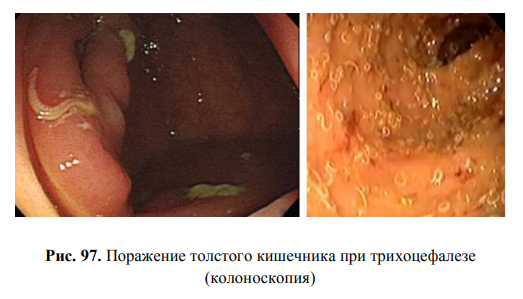 Рис. 97. Поражение толстого кишечника при трихоцефалезе
(колоноскопия)